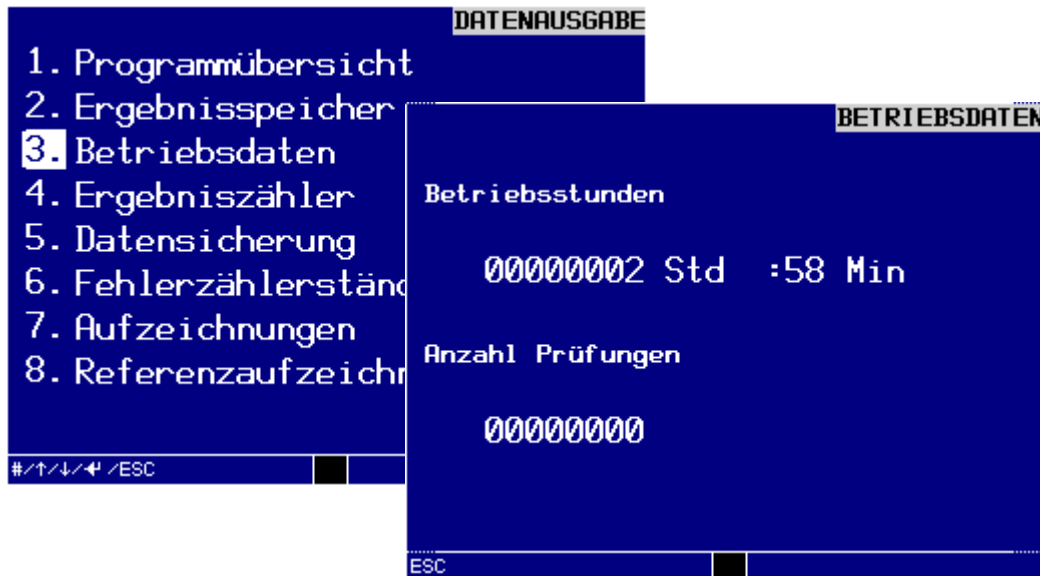 DATENAUSGABE
1. Programmübersicht
2. Ergebnisspeicher
3. Betriebsdaten
4. Ergebniszähler
5. Datensicherung
6. Fehlerzählerstän
7. Aufzeichnungen
8. Referenzaufzeich
#/↑/↓/↵ /ESC
BETRIEBSDATEN
Betriebsstunden
00000002 Std :58 Min
Anzahl Prüfungen
00000000
ESC